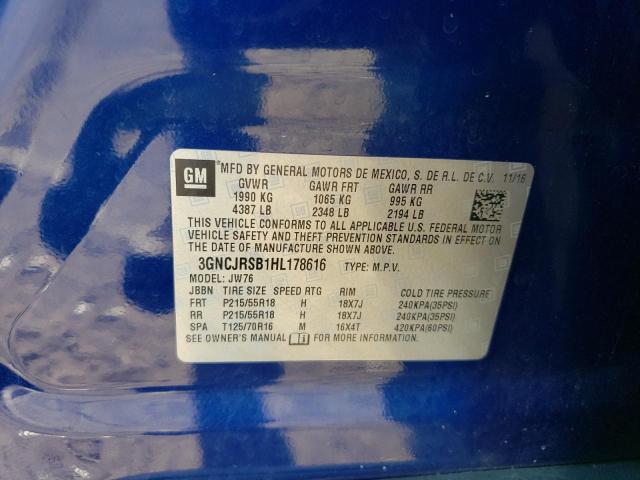 GM
*MFD BY GENERAL MOTORS DE MEXICO, S. DE R.L. DE C.V. 11/16
GVWR GAWR FRT GAWR RR
1990 KG 1065 KG 995 KG
4387 LB 2348 LB 2194 LB
THIS VEHICLE CONFORMS TO ALL APPLICABLE U.S. FEDERAL MOTOR
VEHICLE SAFETY AND THEFT PREVENTION STANDARDS IN EFFECT ON
THE DATE OF MANUFACTURE SHOWN ABOVE.
3GNCJRSB1HL178616 TYPE: M.P.V.
MODEL: JW76
JBBN TIRE SIZE SPEED RTG RIM COLD TIRE PRESSURE
FRT P215/55R18 H 18X7J 240KPA(35PSI)
RR P215/55R18 H 18X7J 240KPA(35PSI)
SPA T125/70R16 M 16X4T 420KPA(60PSI)
SEE OWNER'S MANUAL FOR MORE INFORMATION.